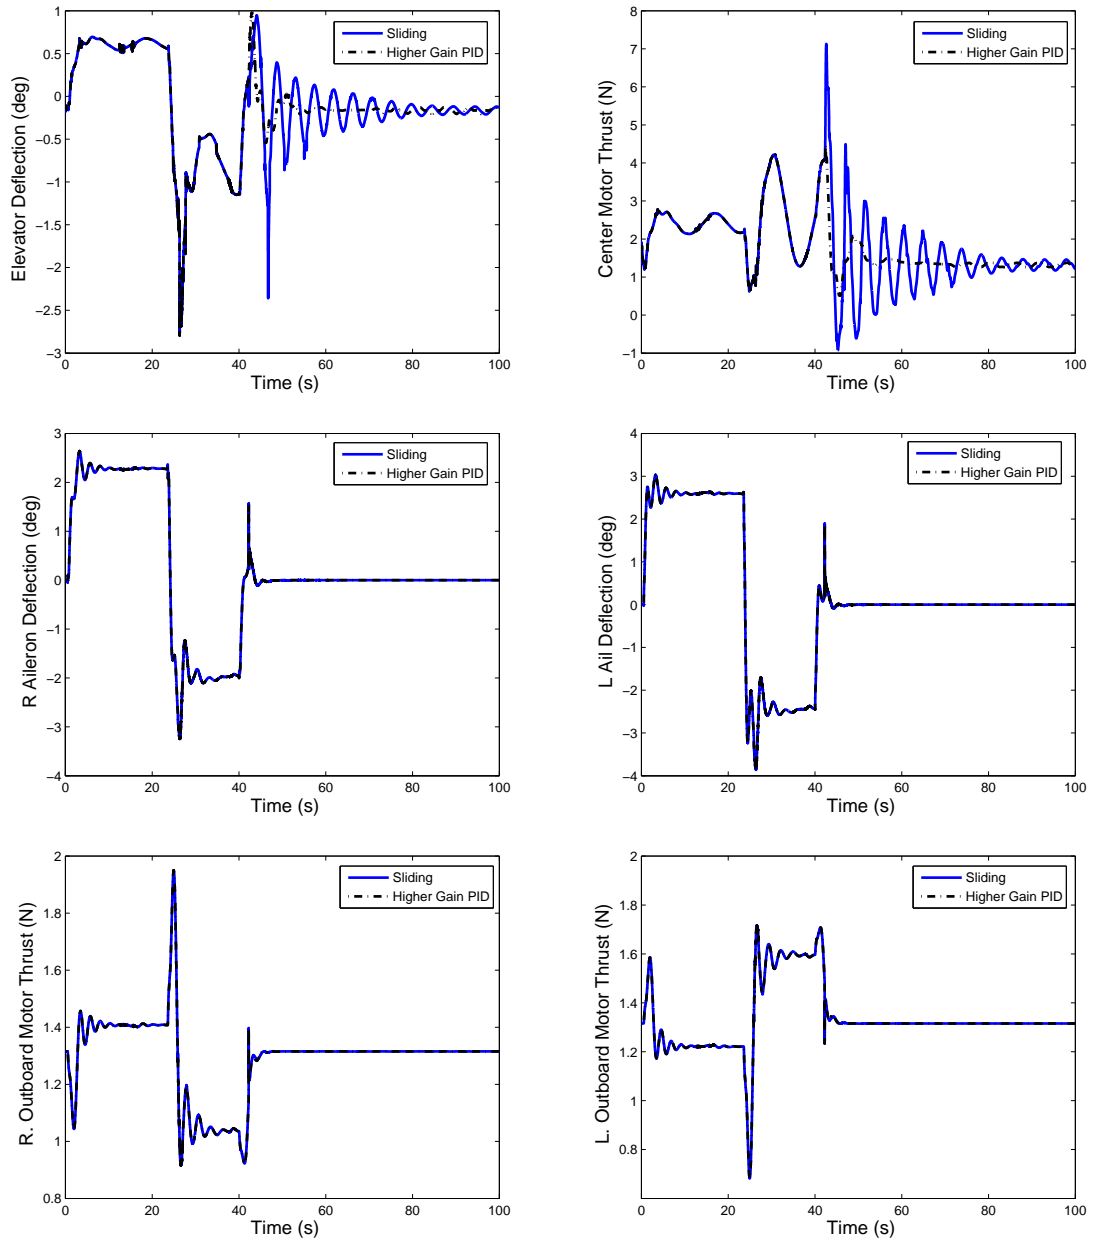 1
0.5
0
−0.5
−1
−1.5
−2
−2.5
−3
0 20 40 60 80 100
Elevator Deflection (deg)
Time (s)
Sliding
Higher Gain PID
8
7
6
5
4
3
2
1
0
−1
0 20 40 60 80 100
Center Motor Thrust (N)
Time (s)
Sliding
Higher Gain PID
3
2
1
0
−1
−2
−3
−4
0 20 40 60 80 100
R Aileron Deflection (deg)
Time (s)
Sliding
Higher Gain PID
4
3
2
1
0
−1
−2
−3
−4
0 20 40 60 80 100
L Ail Deflection (deg)
Time (s)
Sliding
Higher Gain PID
2
1.8
1.6
1.4
1.2
1
0.8
0 20 40 60 80 100
R. Outboard Motor Thrust (N)
Time (s)
Sliding
Higher Gain PID
2
1.8
1.6
1.4
1.2
1
0.8
0 20 40 60 80 100
L. Outboard Motor Thrust (N)
Time (s)
Sliding
Higher Gain PID